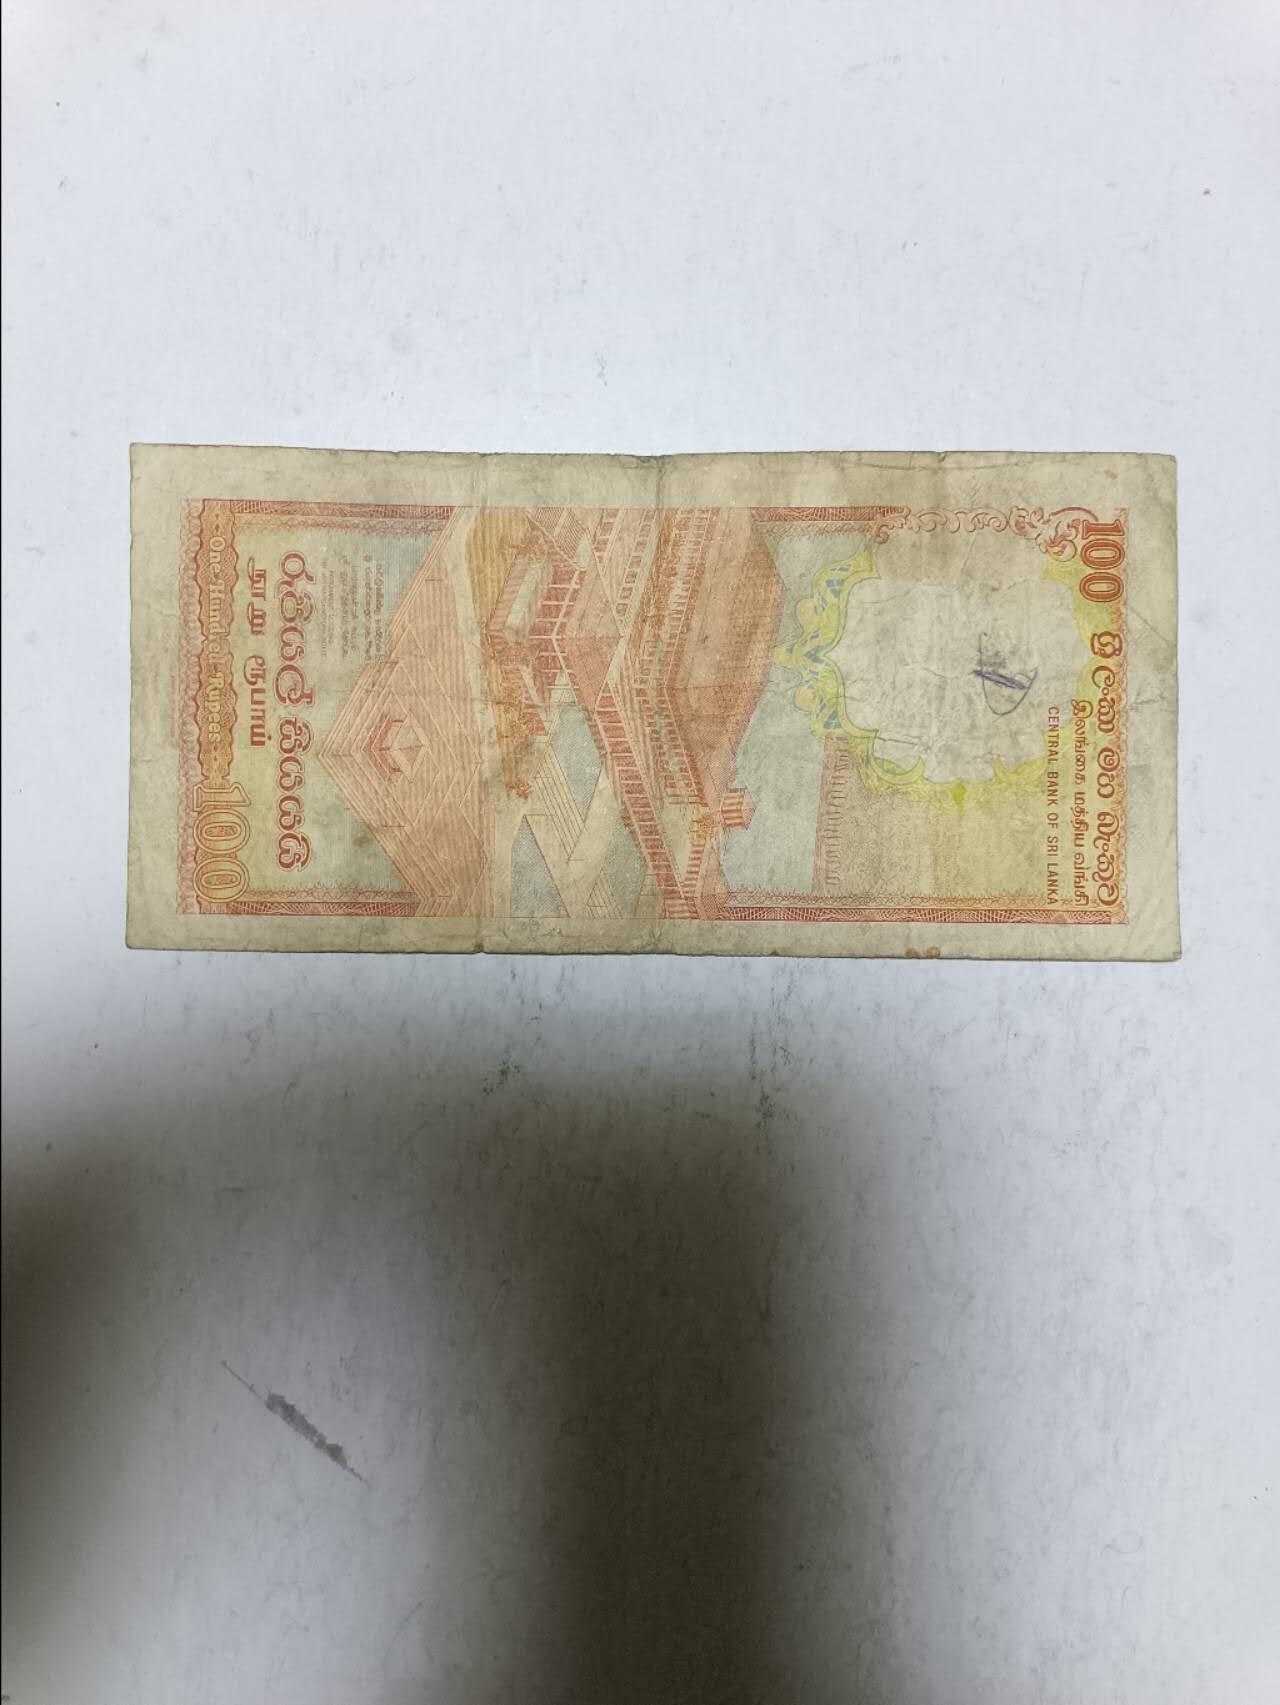 100
ශ්‍රී ලංකා මහ බැංකුව
இலங்கை மத்திய வங்கி
CENTRAL BANK OF SRI LANKA
රුපියල් සියයයි
நூறு ரூபாய்
One Hundred Rupees
100